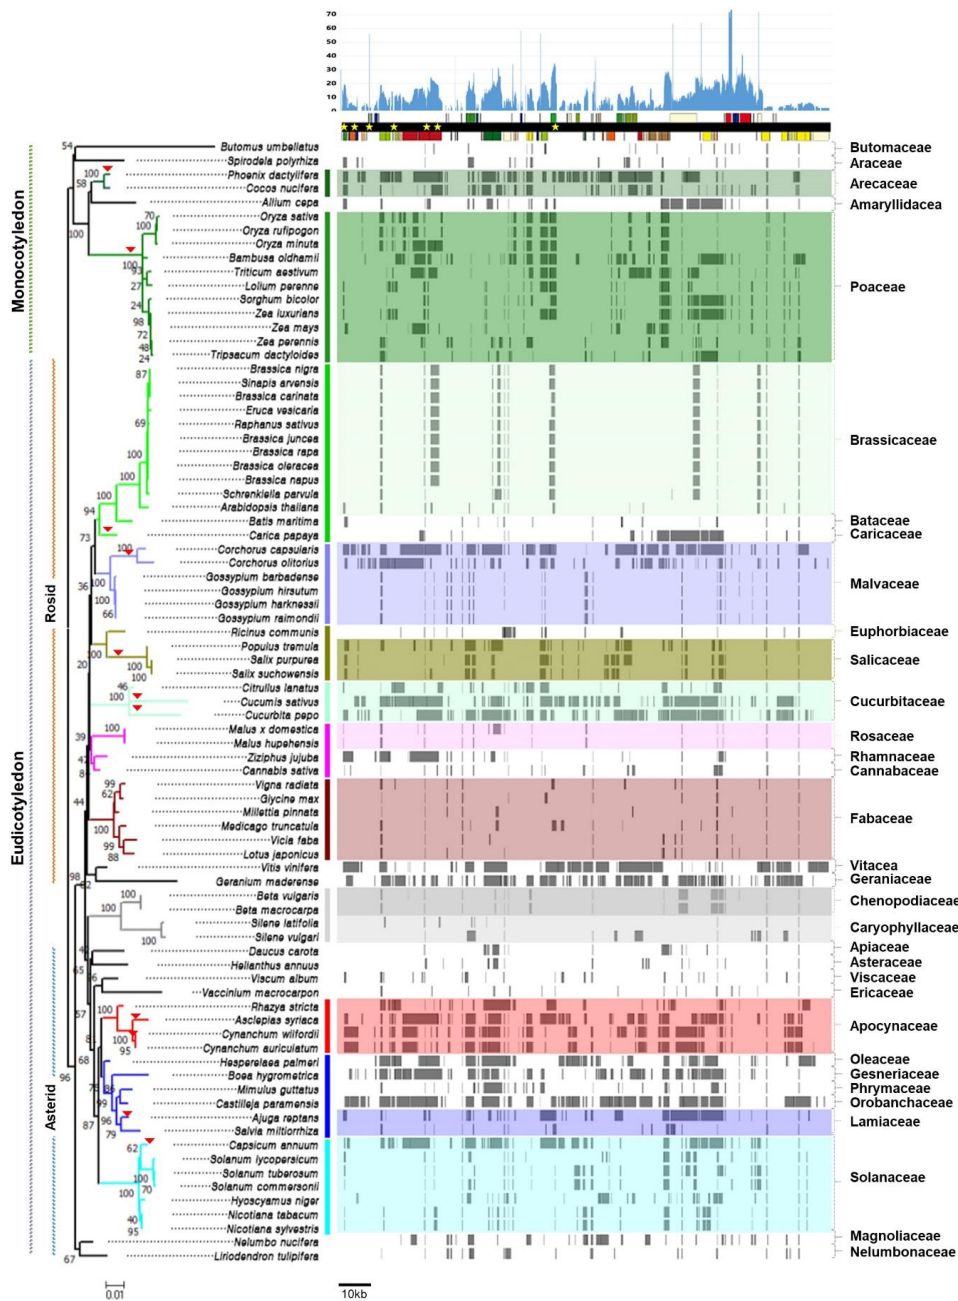 70
60
50
40
30
20
10
0
Butomus umbellatus
Spirodela polyrhiza
Phoenix dactylifera
Cocos nucifera
Allium cepa
Oryza sativa
Oryza rufipogon
Oryza minuta
Bambusa oldhamii
Triticum aestivum
Lolium perenne
Sorghum bicolor
Zea luxurians
Zea mays
Zea perennis
Tripsacum dactyloides
Brassica nigra
Sinapis arvensis
Brassica carinata
Eruca vesicaria
Raphanus sativus
Brassica juncea
Brassica rapa
Brassica oleracea
Brassica napus
Schrenkiella parvula
Arabidopsis thaliana
Batis maritima
Carica papaya
Corchorus capsularis
Corchorus olitorius
Gossypium barbadense
Gossypium hirsutum
Gossypium harknessii
Gossypium raimondii
Ricinus communis
Populus tremula
Salix purpurea
Salix suchowensis
Citrullus lanatus
Cucumis sativus
Cucurbita pepo
Malus x domestica
Malus hupehensis
Ziziphus jujuba
Cannabis sativa
Vigna radiata
Glycine max
Millettia pinnata
Medicago truncatula
Vicia faba
Lotus japonicus
Vitis vinifera
Geranium maderense
Beta vulgaris
Beta macrocarpa
Silene latifolia
Silene vulgari
Daucus carota
Helianthus annuus
Viscum album
Vaccinium macrocarpon
Rhazya stricta
Asclepias syriaca
Cynanchum wilfordii
Cynanchum auriculatum
Hesperelaea palmeri
Boea hygrometrica
Mimulus guttatus
Castilleja paramensis
Ajuga reptans
Salvia miltiorrhiza
Capsicum annuum
Solanum lycopersicum
Solanum tuberosum
Solanum commersonii
Hyoscyamus niger
Nicotiana tabacum
Nicotiana sylvestris
Nelumbo nucifera
Liriodendron tulipifera
Butomaceae
Araceae
Arecaceae
Amaryllidacea
Poaceae
Brassicaceae
Bataceae
Caricaceae
Malvaceae
Euphorbiaceae
Salicaceae
Cucurbitaceae
Rosaceae
Rhamnaceae
Cannabaceae
Fabaceae
Vitacea
Geraniaceae
Chenopodiaceae
Caryophyllaceae
Apiaceae
Asteraceae
Viscaceae
Ericaceae
Apocynaceae
Oleaceae
Gesneriaceae
Phrymaceae
Orobanchaceae
Lamiaceae
Solanaceae
Magnoliaceae
Nelumbonaceae
Monocotyledon
Eudicotyledon
Rosid
Asterid
54
100
58
100
70
100
100
93
27
24
98
72
48
24
87
69
100
100
100
94
73
100
100
100
36
66
100
100
20
46
100
39
100
44
99
62
100
99
88
98
100
100
100
65
57
100
100
95
68
99
96
79
87
62
100
70
100
40
95
96
67
0.01
10kb